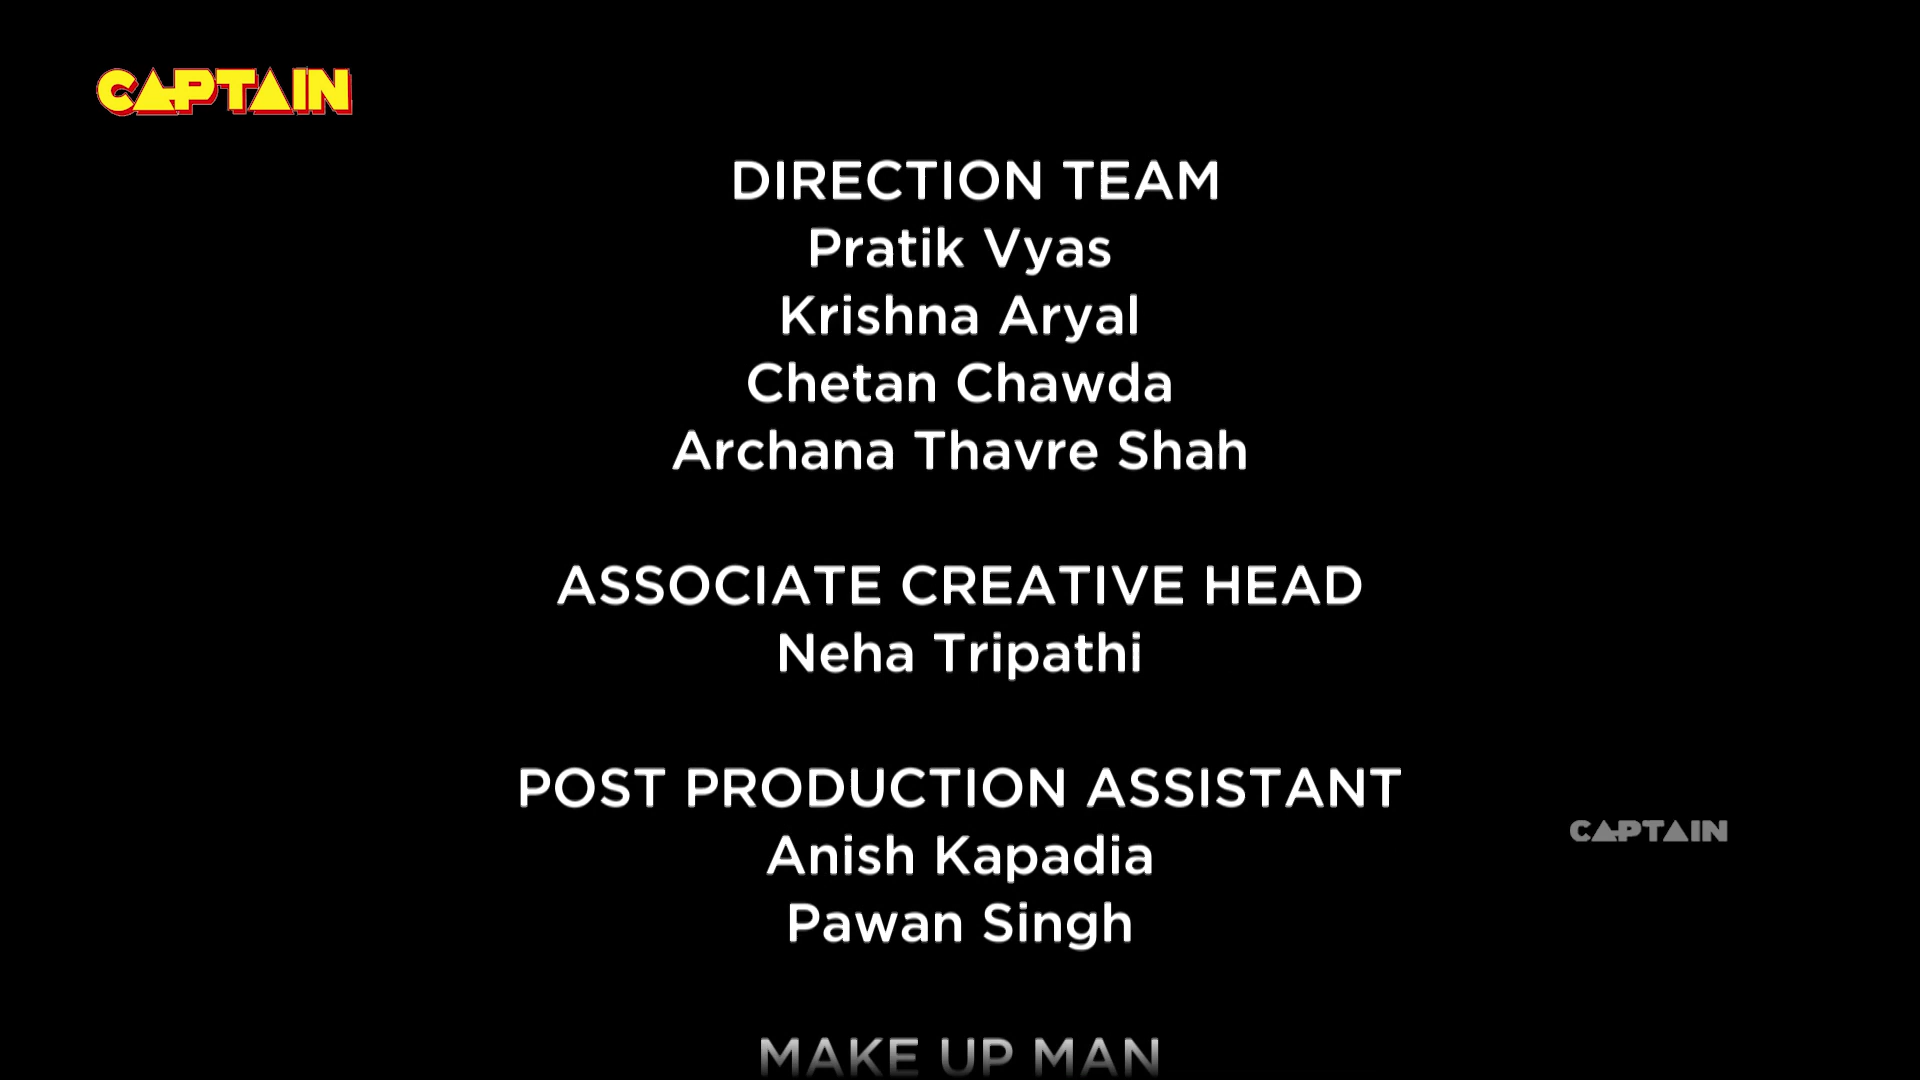 CAPTAIN
DIRECTION TEAM
Pratik Vyas
Krishna Aryal
Chetan Chawda
Archana Thavre Shah
ASSOCIATE CREATIVE HEAD
Neha Tripathi
POST PRODUCTION ASSISTANT
CAPTAIN
Anish Kapadia
Pawan Singh
MAKE UP MAN